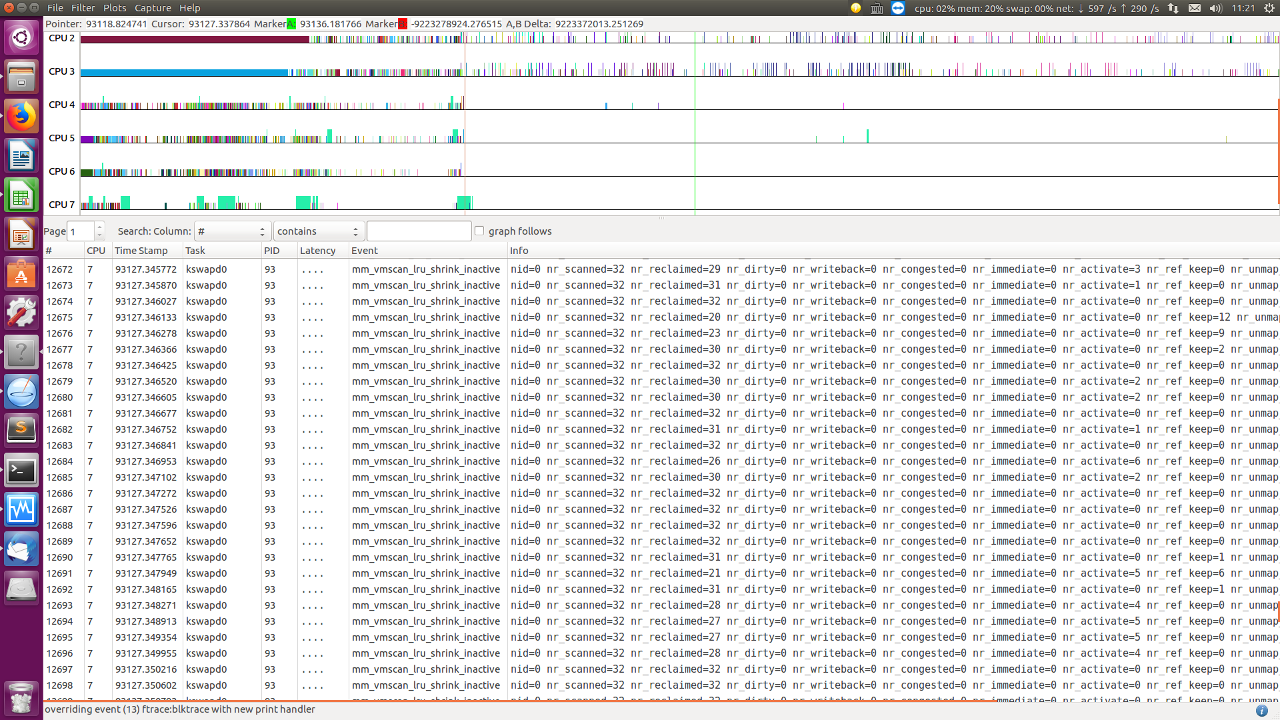 File Filter Plots Capture Help cpu: 02% mem: 20% swap: 00% net: ↓ 597 /s↑ 290 /s 11:21
Pointer: 93118.824741 Cursor: 93127.337864 Marker A: 93136.181766 Marker -9223278924.276515 A,B Delta: 9223372013.251269
CPU 2
CPU 3
CPU 4
CPU 5
CPU 6
CPU 7
Page 1 Search: Column: # contains graph follows
# CPU Time Stamp Task PID Latency Event Info
12672 7 93127.345772 kswapd0 93 .... mm_vmscan_lru_shrink_inactive nid=0 nr_scanned=32 nr_reclaimed=29 nr_dirty=0 nr_writeback=0 nr_congested=0 nr_immediate=0 nr_activate=3 nr_ref_keep=0 nr_unmap
12673 7 93127.345870 kswapd0 93 .... mm_vmscan_lru_shrink_inactive nid=0 nr_scanned=32 nr_reclaimed=31 nr_dirty=0 nr_writeback=0 nr_congested=0 nr_immediate=0 nr_activate=1 nr_ref_keep=0 nr_unmap
12674 7 93127.346027 kswapd0 93 .... mm_vmscan_lru_shrink_inactive nid=0 nr_scanned=32 nr_reclaimed=32 nr_dirty=0 nr_writeback=0 nr_congested=0 nr_immediate=0 nr_activate=0 nr_ref_keep=0 nr_unmap
12675 7 93127.346133 kswapd0 93 .... mm_vmscan_lru_shrink_inactive nid=0 nr_scanned=32 nr_reclaimed=20 nr_dirty=0 nr_writeback=0 nr_congested=0 nr_immediate=0 nr_activate=0 nr_ref_keep=12 nr_unma
12676 7 93127.346278 kswapd0 93 .... mm_vmscan_lru_shrink_inactive nid=0 nr_scanned=32 nr_reclaimed=23 nr_dirty=0 nr_writeback=0 nr_congested=0 nr_immediate=0 nr_activate=0 nr_ref_keep=9 nr_unmap
12677 7 93127.346366 kswapd0 93 .... mm_vmscan_lru_shrink_inactive nid=0 nr_scanned=32 nr_reclaimed=30 nr_dirty=0 nr_writeback=0 nr_congested=0 nr_immediate=0 nr_activate=0 nr_ref_keep=2 nr_unmap
12678 7 93127.346425 kswapd0 93 .... mm_vmscan_lru_shrink_inactive nid=0 nr_scanned=32 nr_reclaimed=32 nr_dirty=0 nr_writeback=0 nr_congested=0 nr_immediate=0 nr_activate=0 nr_ref_keep=0 nr_unmap
12679 7 93127.346520 kswapd0 93 .... mm_vmscan_lru_shrink_inactive nid=0 nr_scanned=32 nr_reclaimed=30 nr_dirty=0 nr_writeback=0 nr_congested=0 nr_immediate=0 nr_activate=2 nr_ref_keep=0 nr_unmap
12680 7 93127.346605 kswapd0 93 .... mm_vmscan_lru_shrink_inactive nid=0 nr_scanned=32 nr_reclaimed=30 nr_dirty=0 nr_writeback=0 nr_congested=0 nr_immediate=0 nr_activate=2 nr_ref_keep=0 nr_unmap
12681 7 93127.346677 kswapd0 93 .... mm_vmscan_lru_shrink_inactive nid=0 nr_scanned=32 nr_reclaimed=32 nr_dirty=0 nr_writeback=0 nr_congested=0 nr_immediate=0 nr_activate=0 nr_ref_keep=0 nr_unmap
12682 7 93127.346752 kswapd0 93 .... mm_vmscan_lru_shrink_inactive nid=0 nr_scanned=32 nr_reclaimed=31 nr_dirty=0 nr_writeback=0 nr_congested=0 nr_immediate=0 nr_activate=1 nr_ref_keep=0 nr_unmap
12683 7 93127.346841 kswapd0 93 .... mm_vmscan_lru_shrink_inactive nid=0 nr_scanned=32 nr_reclaimed=32 nr_dirty=0 nr_writeback=0 nr_congested=0 nr_immediate=0 nr_activate=0 nr_ref_keep=0 nr_unmap
12684 7 93127.346953 kswapd0 93 .... mm_vmscan_lru_shrink_inactive nid=0 nr_scanned=32 nr_reclaimed=26 nr_dirty=0 nr_writeback=0 nr_congested=0 nr_immediate=0 nr_activate=6 nr_ref_keep=0 nr_unmap
12685 7 93127.347102 kswapd0 93 .... mm_vmscan_lru_shrink_inactive nid=0 nr_scanned=32 nr_reclaimed=30 nr_dirty=0 nr_writeback=0 nr_congested=0 nr_immediate=0 nr_activate=2 nr_ref_keep=0 nr_unmap
12686 7 93127.347272 kswapd0 93 .... mm_vmscan_lru_shrink_inactive nid=0 nr_scanned=32 nr_reclaimed=32 nr_dirty=0 nr_writeback=0 nr_congested=0 nr_immediate=0 nr_activate=0 nr_ref_keep=0 nr_unmap
12687 7 93127.347526 kswapd0 93 .... mm_vmscan_lru_shrink_inactive nid=0 nr_scanned=32 nr_reclaimed=32 nr_dirty=0 nr_writeback=0 nr_congested=0 nr_immediate=0 nr_activate=0 nr_ref_keep=0 nr_unmap
12688 7 93127.347596 kswapd0 93 .... mm_vmscan_lru_shrink_inactive nid=0 nr_scanned=32 nr_reclaimed=32 nr_dirty=0 nr_writeback=0 nr_congested=0 nr_immediate=0 nr_activate=0 nr_ref_keep=0 nr_unmap
12689 7 93127.347652 kswapd0 93 .... mm_vmscan_lru_shrink_inactive nid=0 nr_scanned=32 nr_reclaimed=32 nr_dirty=0 nr_writeback=0 nr_congested=0 nr_immediate=0 nr_activate=0 nr_ref_keep=0 nr_unmap
12690 7 93127.347765 kswapd0 93 .... mm_vmscan_lru_shrink_inactive nid=0 nr_scanned=32 nr_reclaimed=31 nr_dirty=0 nr_writeback=0 nr_congested=0 nr_immediate=0 nr_activate=0 nr_ref_keep=1 nr_unmap
12691 7 93127.347949 kswapd0 93 .... mm_vmscan_lru_shrink_inactive nid=0 nr_scanned=32 nr_reclaimed=21 nr_dirty=0 nr_writeback=0 nr_congested=0 nr_immediate=0 nr_activate=5 nr_ref_keep=6 nr_unmap
12692 7 93127.348165 kswapd0 93 .... mm_vmscan_lru_shrink_inactive nid=0 nr_scanned=32 nr_reclaimed=31 nr_dirty=0 nr_writeback=0 nr_congested=0 nr_immediate=0 nr_activate=0 nr_ref_keep=1 nr_unmap
12693 7 93127.348271 kswapd0 93 .... mm_vmscan_lru_shrink_inactive nid=0 nr_scanned=32 nr_reclaimed=28 nr_dirty=0 nr_writeback=0 nr_congested=0 nr_immediate=0 nr_activate=4 nr_ref_keep=0 nr_unmap
12694 7 93127.348913 kswapd0 93 .... mm_vmscan_lru_shrink_inactive nid=0 nr_scanned=32 nr_reclaimed=27 nr_dirty=0 nr_writeback=0 nr_congested=0 nr_immediate=0 nr_activate=5 nr_ref_keep=0 nr_unmap
12695 7 93127.349354 kswapd0 93 .... mm_vmscan_lru_shrink_inactive nid=0 nr_scanned=32 nr_reclaimed=27 nr_dirty=0 nr_writeback=0 nr_congested=0 nr_immediate=0 nr_activate=5 nr_ref_keep=0 nr_unmap
12696 7 93127.349955 kswapd0 93 .... mm_vmscan_lru_shrink_inactive nid=0 nr_scanned=32 nr_reclaimed=28 nr_dirty=0 nr_writeback=0 nr_congested=0 nr_immediate=0 nr_activate=4 nr_ref_keep=0 nr_unmap
12697 7 93127.350216 kswapd0 93 .... mm_vmscan_lru_shrink_inactive nid=0 nr_scanned=32 nr_reclaimed=32 nr_dirty=0 nr_writeback=0 nr_congested=0 nr_immediate=0 nr_activate=0 nr_ref_keep=0 nr_unmap
12698 7 93127.350602 kswapd0 93 .... mm_vmscan_lru_shrink_inactive nid=0 nr_scanned=32 nr_reclaimed=32 nr_dirty=0 nr_writeback=0 nr_congested=0 nr_immediate=0 nr_activate=0 nr_ref_keep=0 nr_unmap
overriding event (13) ftrace:blktrace with new print handler